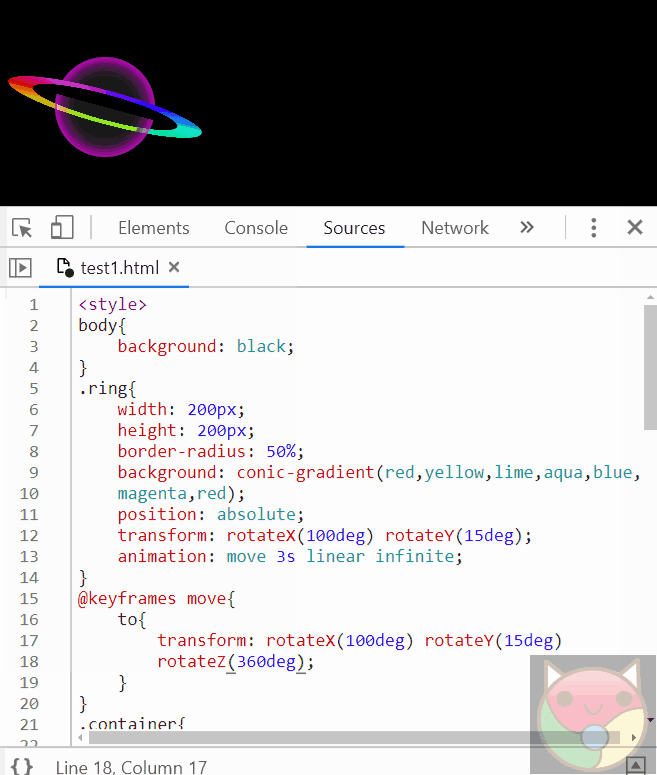 Elements Console Sources Network »
test1.html ×
1 <style>
2 body{
3 background: black;
4 }
5 .ring{
6 width: 200px;
7 height: 200px;
8 border-radius: 50%;
9 background: conic-gradient(red,yellow,lime,aqua,blue,
10 magenta,red);
11 position: absolute;
12 transform: rotateX(100deg) rotateY(15deg);
13 animation: move 3s linear infinite;
14 }
15 @keyframes move{
16 to{
17 transform: rotateX(100deg) rotateY(15deg)
18 rotateZ(360deg);
19 }
20 }
21 .container{
22
{} Line 18, Column 17